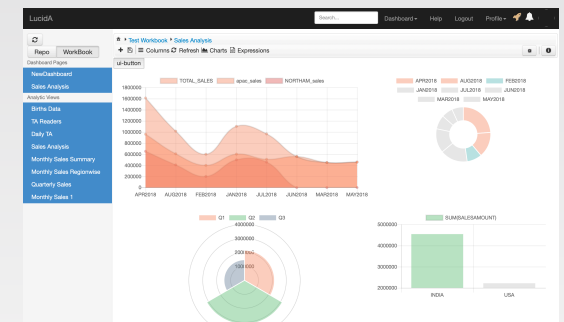 LucidA Search... Dashboard Help Logout Profile
Test Workbook Sales Analysis
Repo WorkBook
+ Columns Refresh Charts Expressions
Dashboard Pages
ui-button
NewDashboard
Sales Analysis
Analytic Views
Births Data
TA Readers
Daily TA
Sales Analysis
Monthly Sales Summary
Monthly Sales Regionwise
Quarterly Sales
Monthly Sales 1
TOTAL_SALES epac_sales NORTHAM_sales
1800000
1600000
1400000
1200000
1000000
800000
600000
400000
200000
0
APR2018 AUG2018 FEB2018 JAN2018 JUL2018 JUN2018 MAR2018 MAY2018
APR2018 AUG2018 FEB2018
JAN2018 JUL2018 JUN2018
MAR2018 MAY2018
Q1 Q2 Q3
4000000
3000000
2000000
1000000
SUM(SALESAMOUNT)
5000000
4000000
3000000
2000000
INDIA USA